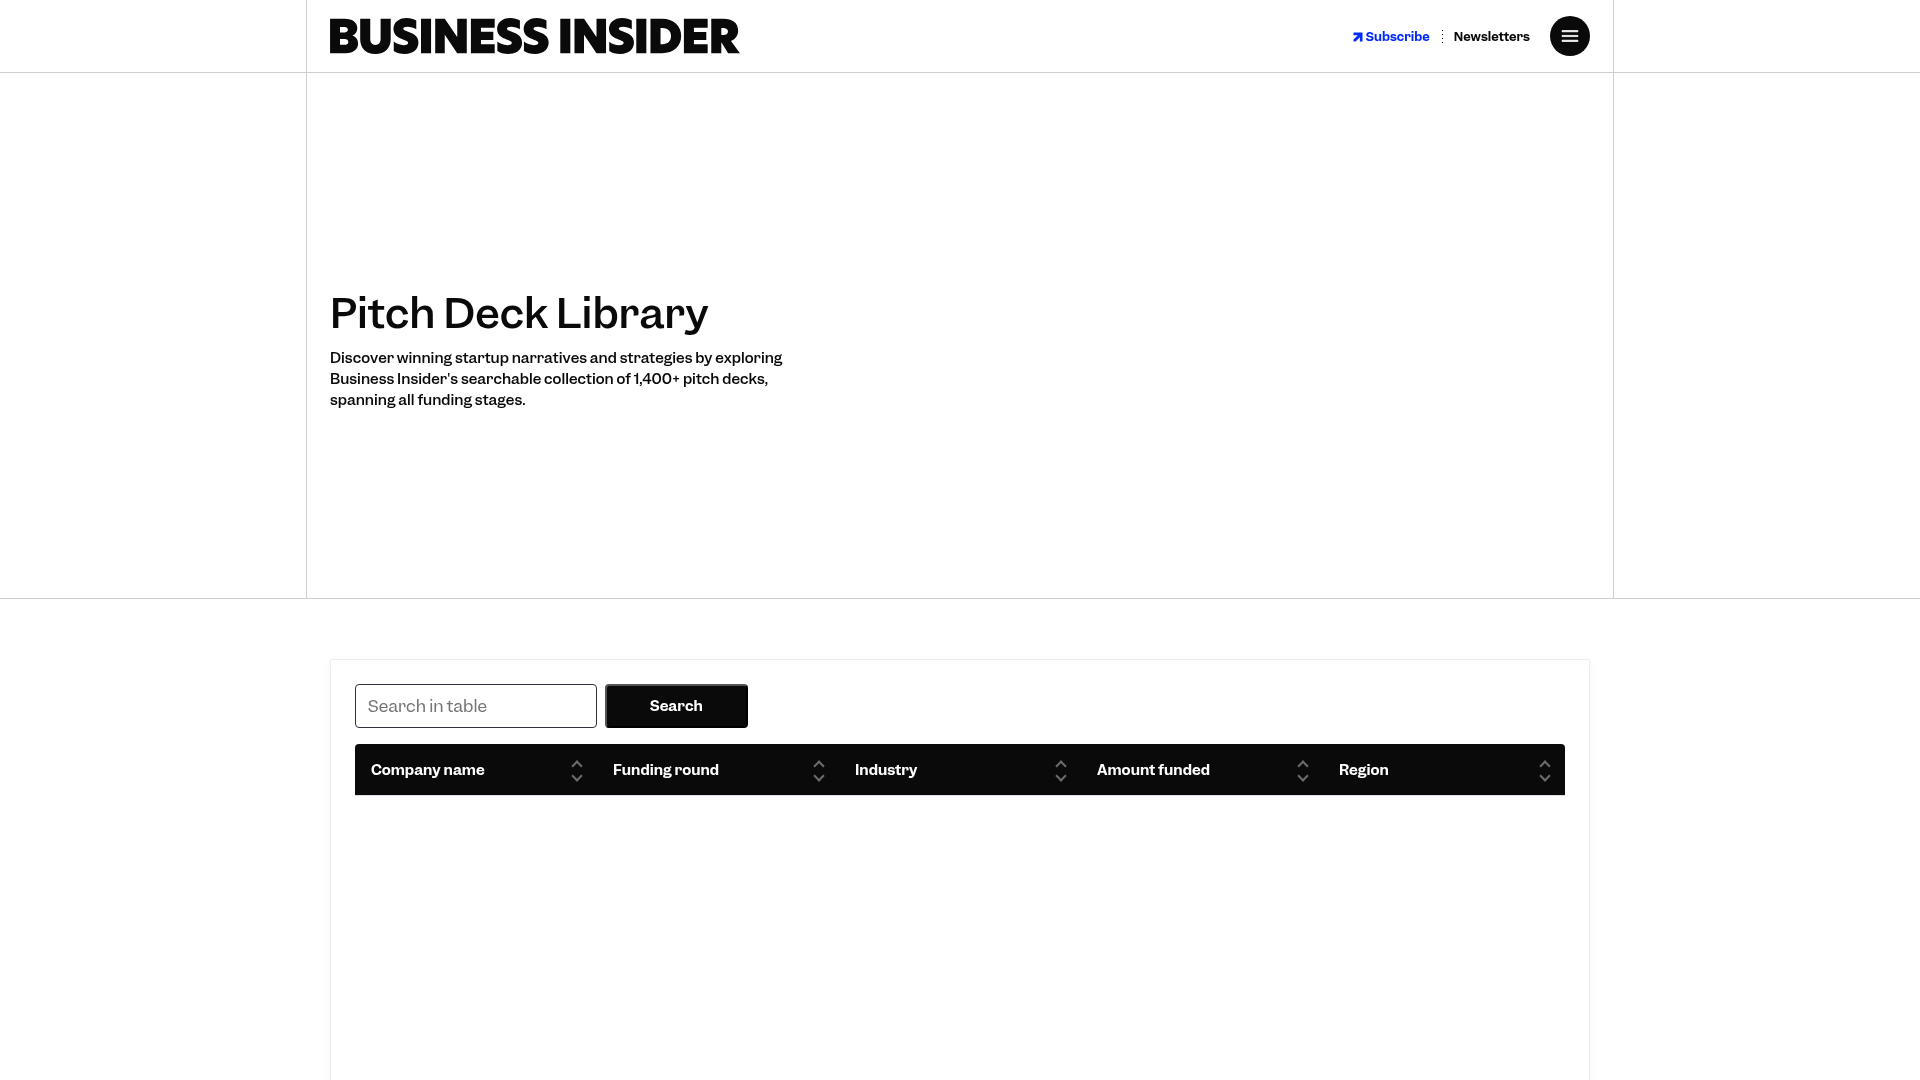 BUSINESS INSIDER
Subscribe
Newsletters
Pitch Deck Library
Discover winning startup narratives and strategies by exploring
Business Insider's searchable collection of 1,400+ pitch decks,
spanning all funding stages.
Search in table
Search
Company name
Funding round
Industry
Amount funded
Region